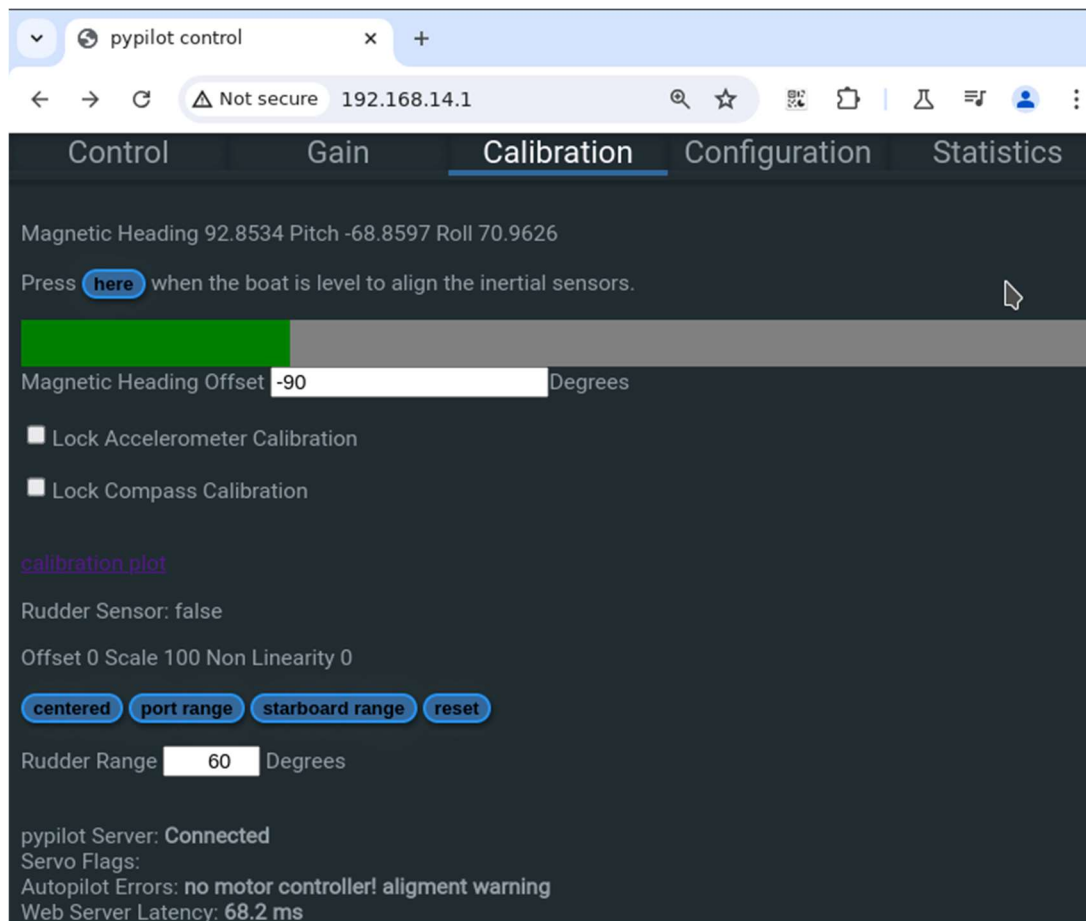 pypilot control
Not secure 192.168.14.1
Control Gain Calibration Configuration Statistics
Magnetic Heading 92.8534 Pitch -68.8597 Roll 70.9626
Press here when the boat is level to align the inertial sensors.
Magnetic Heading Offset -90 Degrees
Lock Accelerometer Calibration
Lock Compass Calibration
calibration plot
Rudder Sensor: false
Offset 0 Scale 100 Non Linearity 0
centered port range starboard range reset
Rudder Range 60 Degrees
pypilot Server: Connected
Servo Flags:
Autopilot Errors: no motor controller! aligment warning
Web Server Latency: 68.2 ms